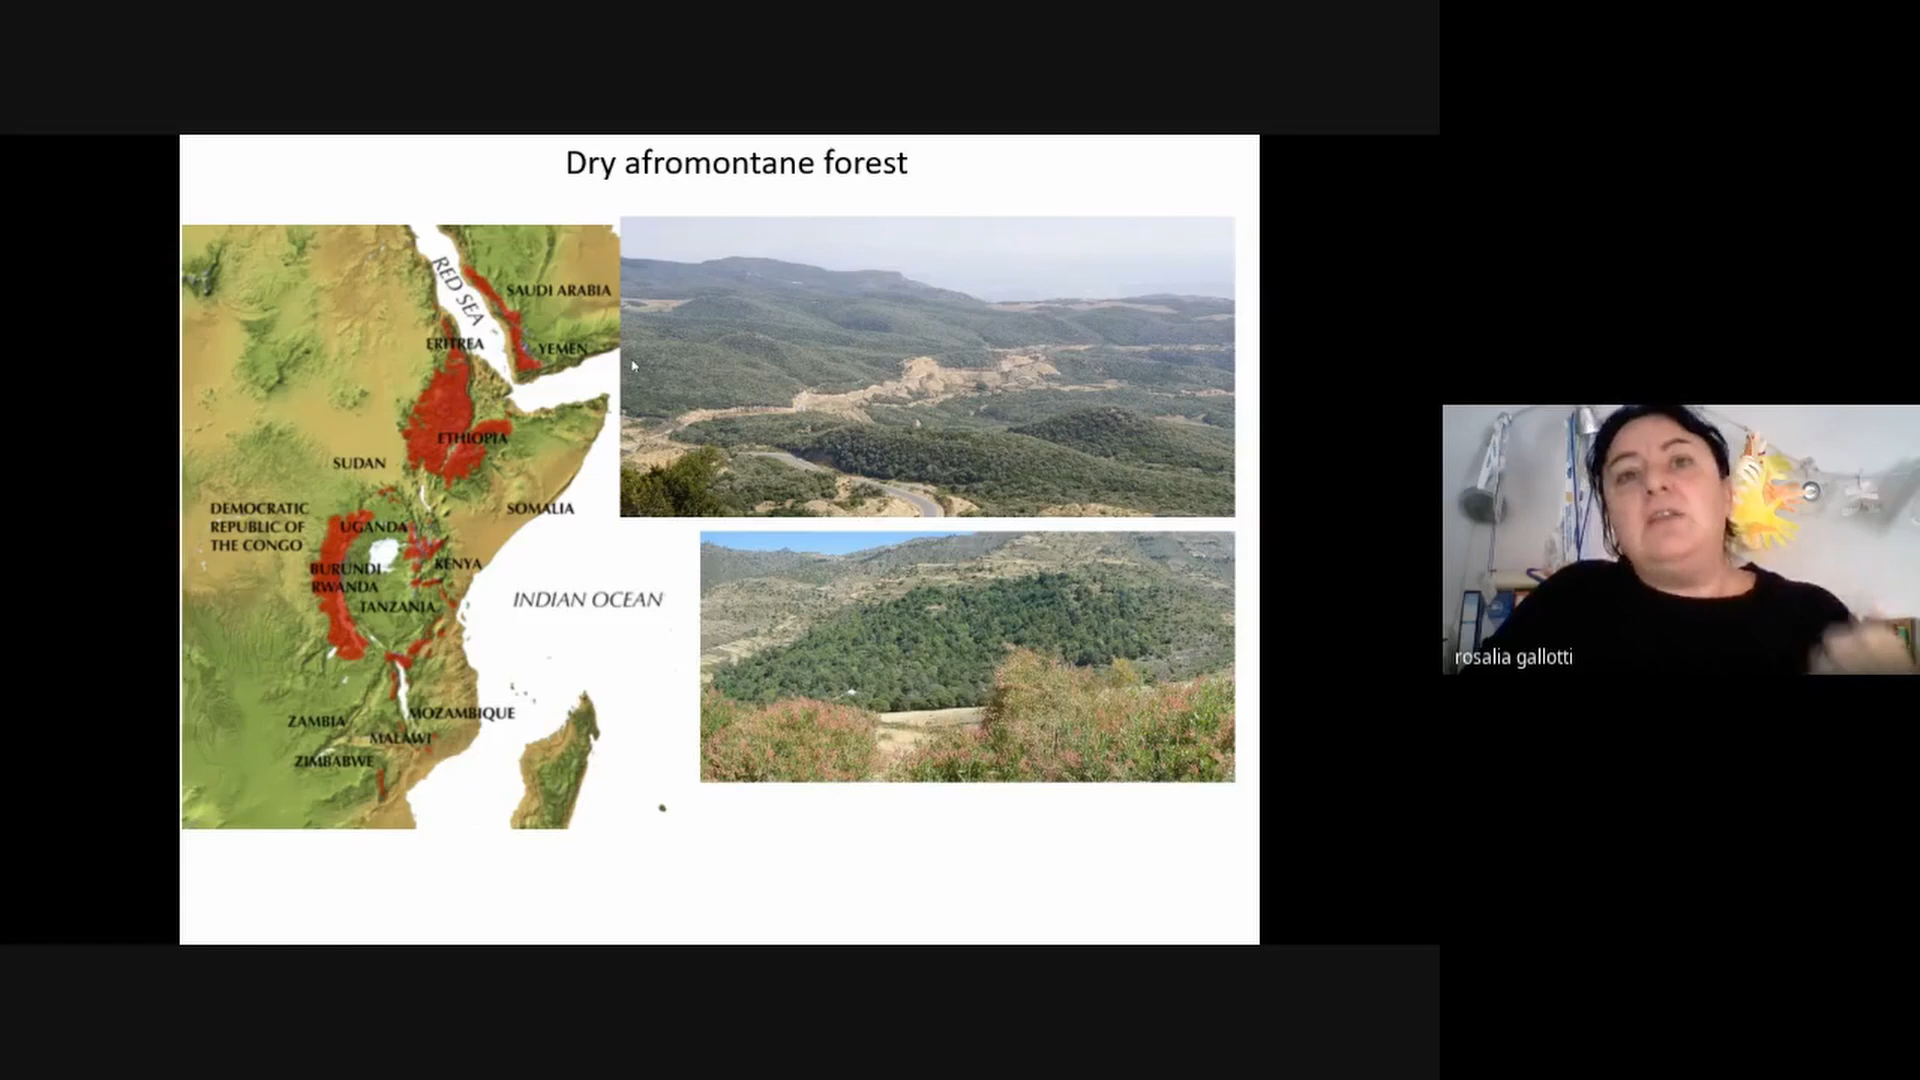 Dry afromontane forest
RED SEA
SAUDI ARABIA
ERITREA
YEMEN
ETHIOPIA
SUDAN
DEMOCRATIC
REPUBLIC OF
THE CONGO
UGANDA
SOMALIA
BURUNDI
KENYA
RWANDA
TANZANIA
INDIAN OCEAN
ZAMBIA
MOZAMBIQUE
MALAWI
ZIMBABWE
rosalia gallotti